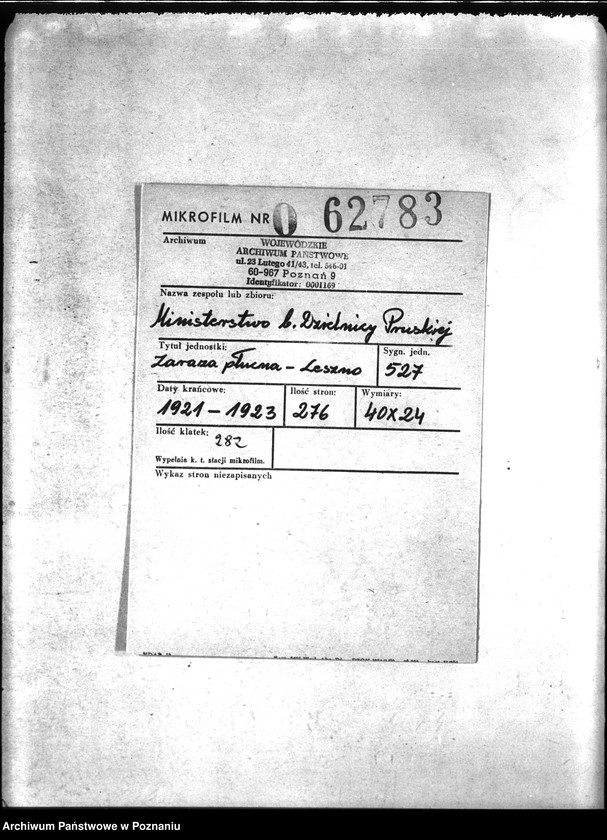 MIKROFILM NR O 62783
Archiwum
WOJEWÓDZKIE
ARCHIWUM PAŃSTWOWE
ul. 23 Lutego 41/43, tel. 546-01
60-967 Poznań 9
Identyfikator: 0001169
Nazwa zespołu lub zbioru:
Ministerstwo b. Dzielnicy Pruskiej
Tytuł jednostki:
Zaraza płucna - Leszno
Sygn. jedn.
527
Daty krańcowe:
1921 - 1923
Ilość stron:
276
Wymiary:
40x24
Ilość klatek:
282
Wypełnia k. t. stacji mikrofilm.
Wykaz stron niezapisanych
Archiwum Państwowe w Poznaniu